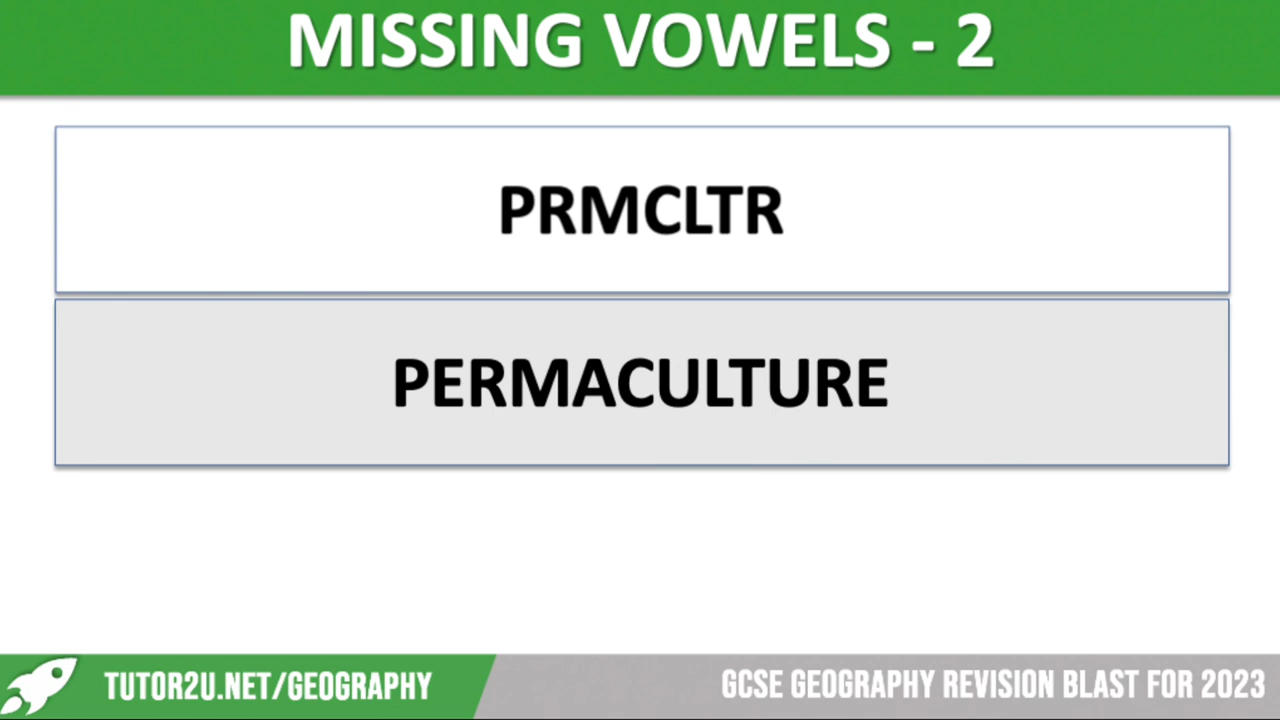 MISSING VOWELS - 2
PRMCLTR
PERMACULTURE
TUTOR2U.NET/GEOGRAPHY
GCSE GEOGRAPHY REVISION BLAST FOR 2023